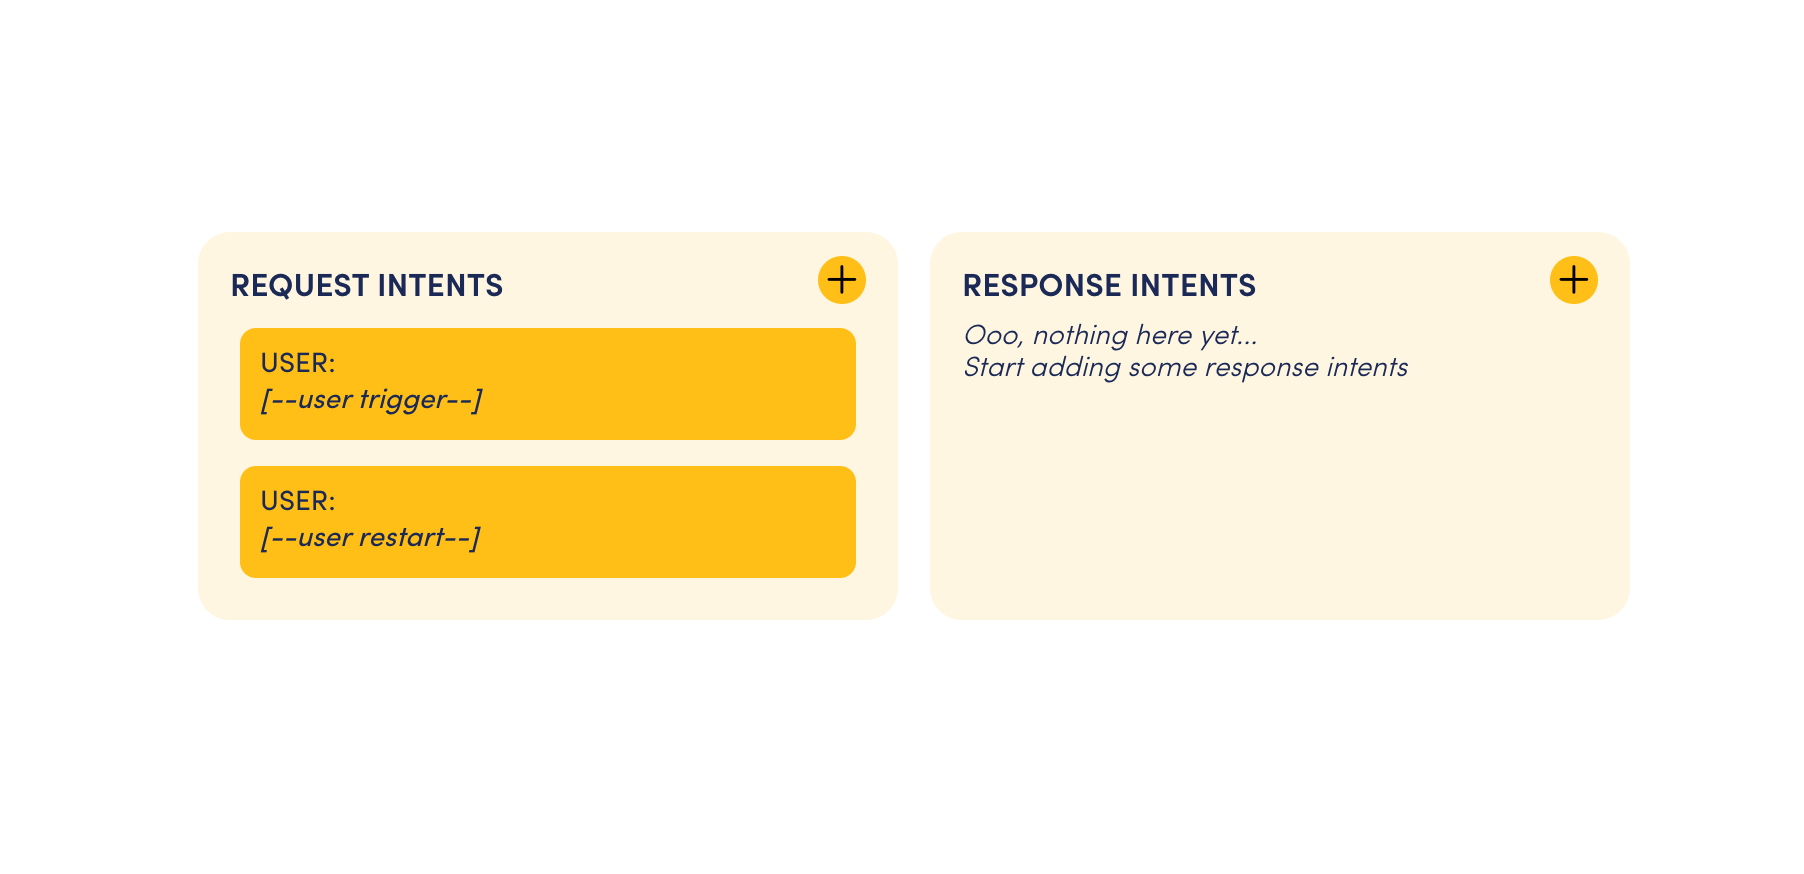 REQUEST INTENTS
USER:
[--user trigger--]
USER:
[--user restart--]
RESPONSE INTENTS
Ooo, nothing here yet...
Start adding some response intents